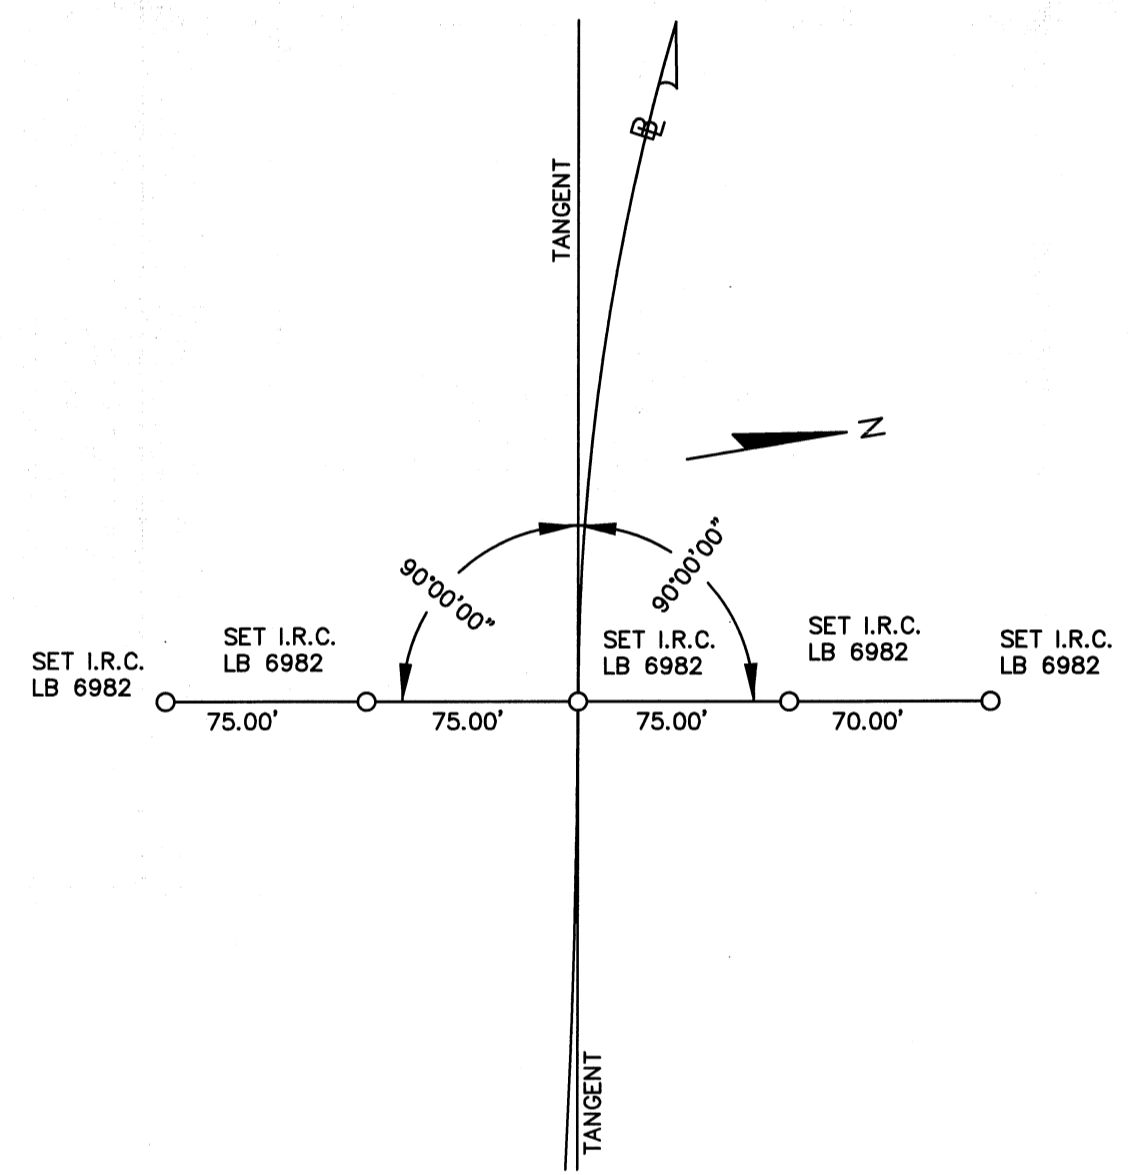 BL
TANGENT
N
90°00'00"
90°00'00"
SET I.R.C.
LB 6982
SET I.R.C.
LB 6982
SET I.R.C.
LB 6982
SET I.R.C.
LB 6982
SET I.R.C.
LB 6982
75.00'
75.00'
75.00'
70.00'
TANGENT